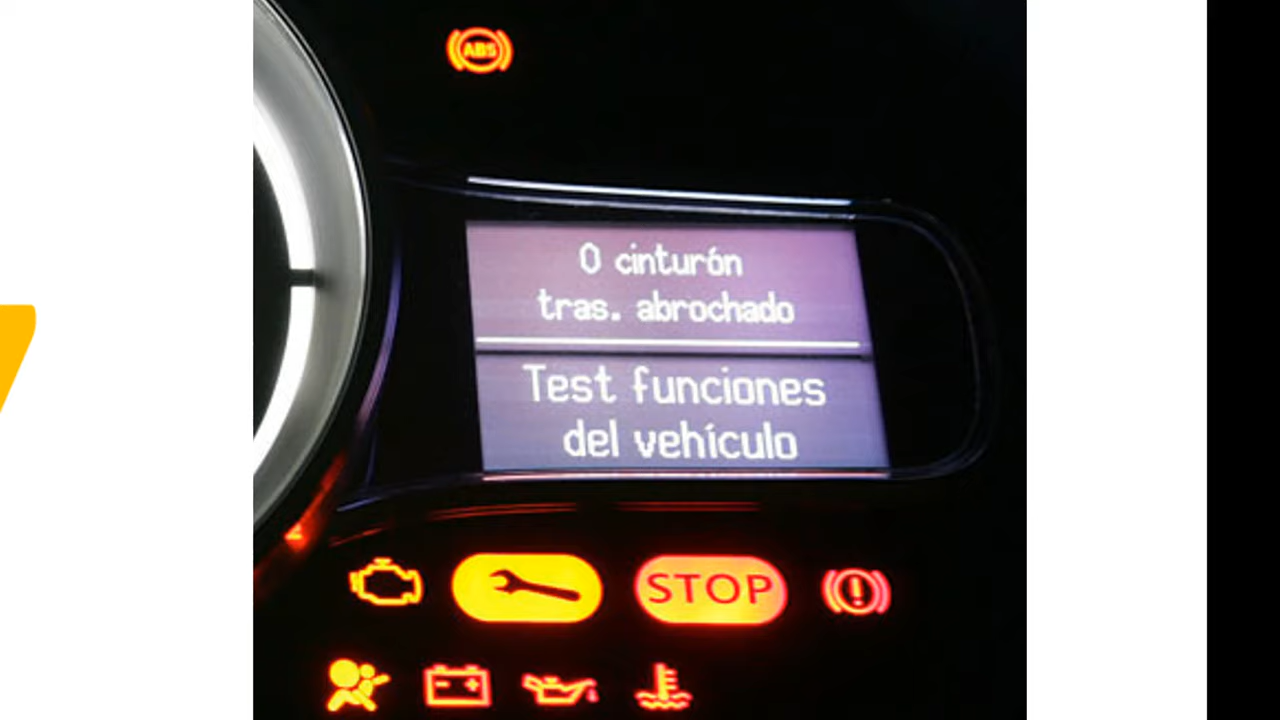 ABS
0 cinturón
tras. abrochado
Test funciones
del vehículo
STOP